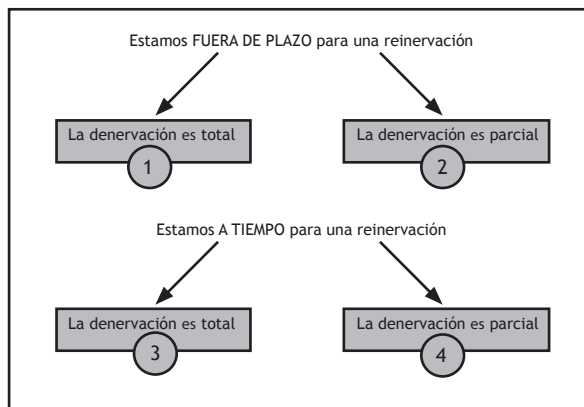 Estamos FUERA DE PLAZO para una reinervación
La denervación es total
La denervación es parcial
1
2
Estamos A TIEMPO para una reinervación
La denervación es total
La denervación es parcial
3
4